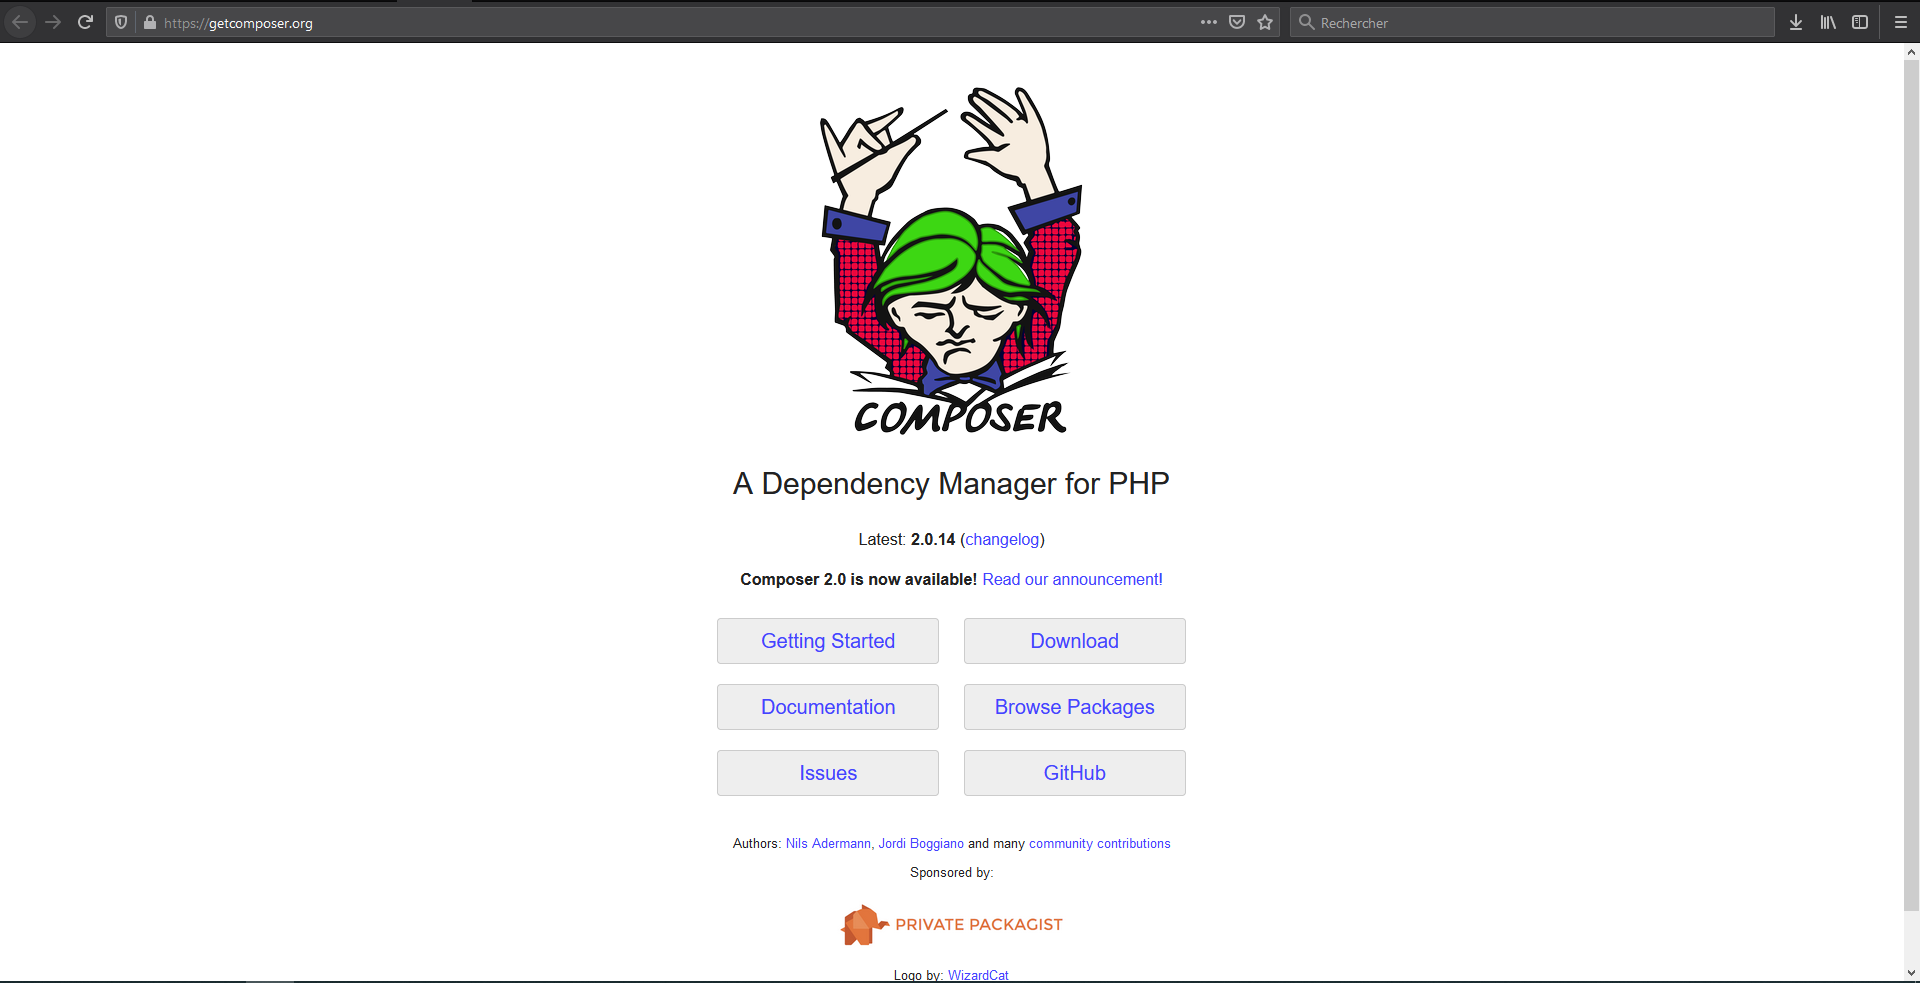 https://getcomposer.org
Rechercher
COMPOSER
A Dependency Manager for PHP
Latest: 2.0.14 (changelog)
Composer 2.0 is now available! Read our announcement!
Getting Started
Download
Documentation
Browse Packages
Issues
GitHub
Authors: Nils Adermann, Jordi Boggiano and many community contributions
Sponsored by:
PRIVATE PACKAGIST
Logo by: WizardCat